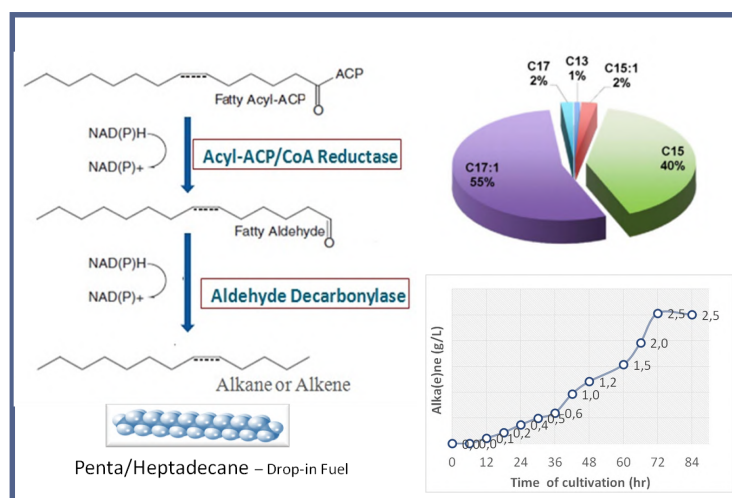 ACP
Fatty Acyl-ACP
O
NAD(P)H
NAD(P)+
Acyl-ACP/CoA Reductase
Fatty Aldehyde
O
NAD(P)H
NAD(P)+
Aldehyde Decarbonylase
Alkane or Alkene
Penta/Heptadecane – Drop-in Fuel
C17
2%
C13
1%
C15:1
2%
C17:1
55%
C15
40%
Alka(e)ne (g/L)
0,0
0,0
0,1
0,2
0,4
0,5
0,6
1,0
1,2
1,5
2,0
2,5
2,5
0 12 24 36 48 60 72 84
Time of cultivation (hr)